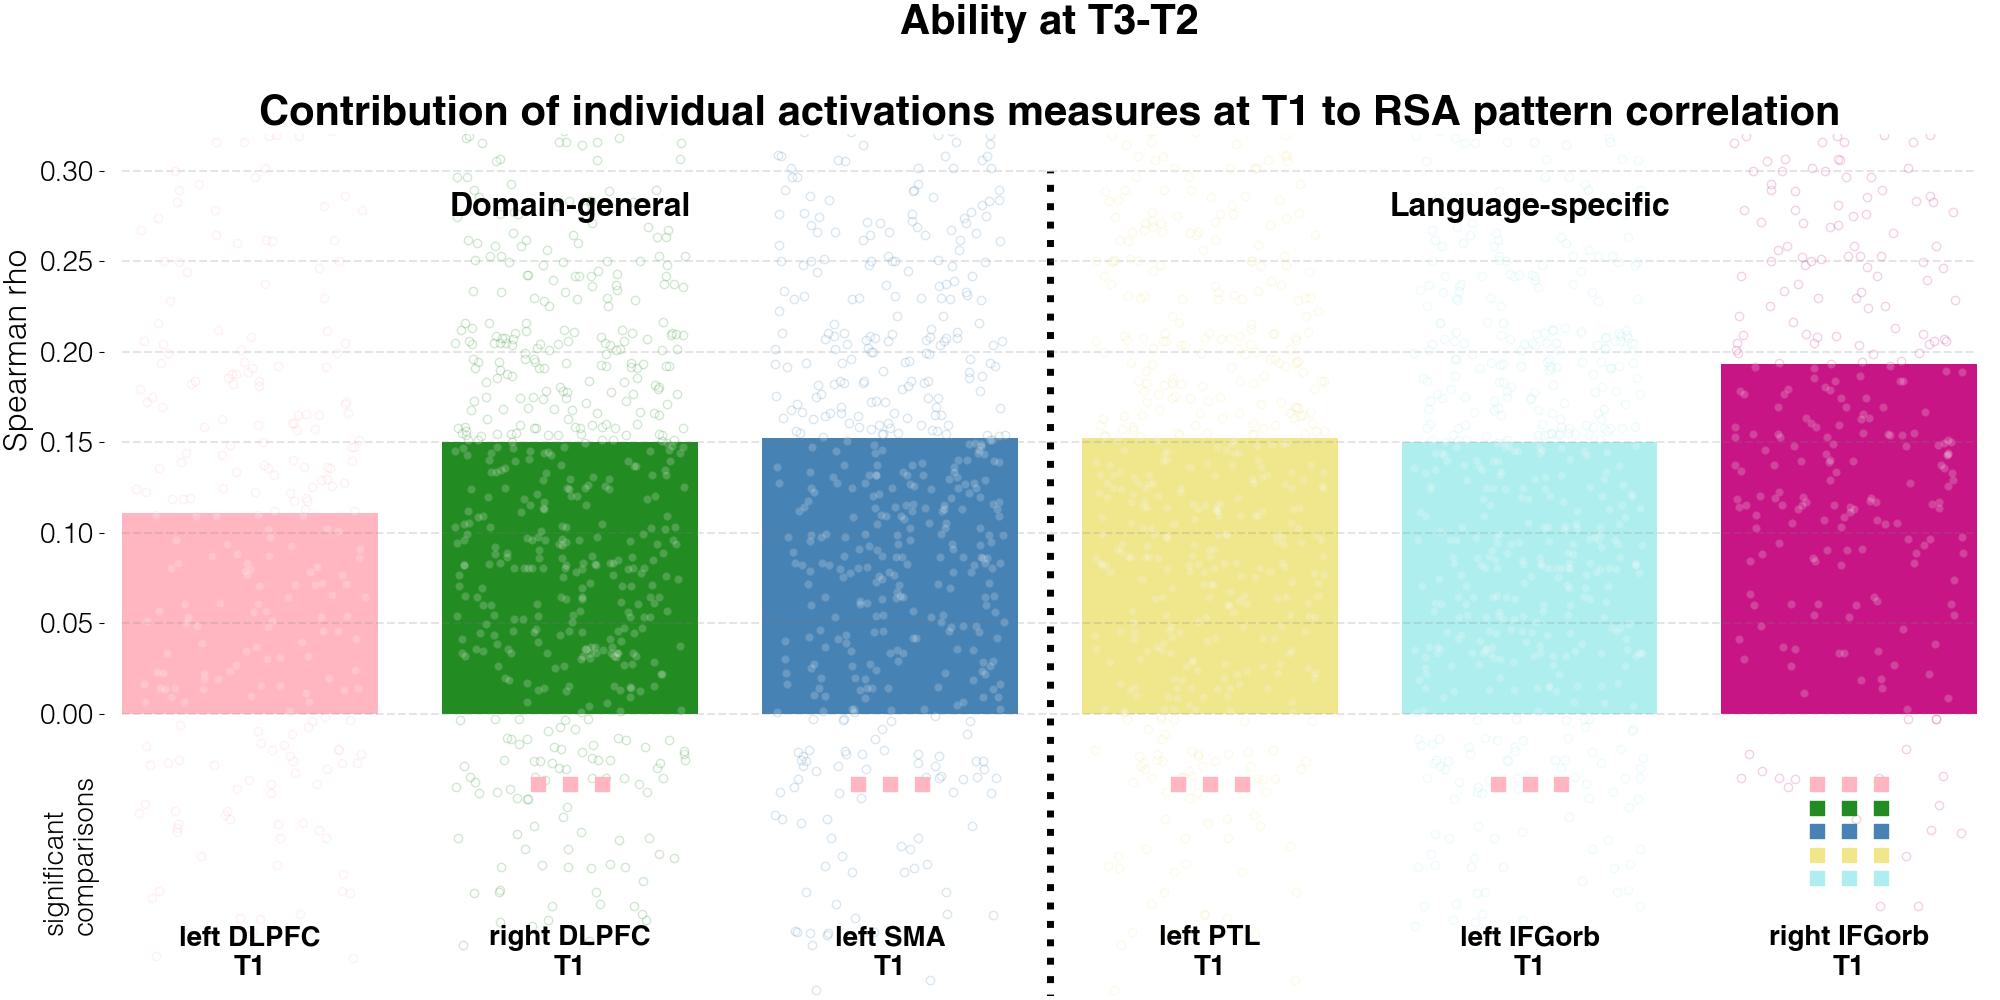 Ability at T3-T2
Contribution of individual activations measures at T1 to RSA pattern correlation
Domain-general
Language-specific
Spearman rho
0.30
0.25
0.20
0.15
0.10
0.05
0.00
significant
comparisons
left DLPFC
T1
right DLPFC
T1
left SMA
T1
left PTL
T1
left IFGorb
T1
right IFGorb
T1